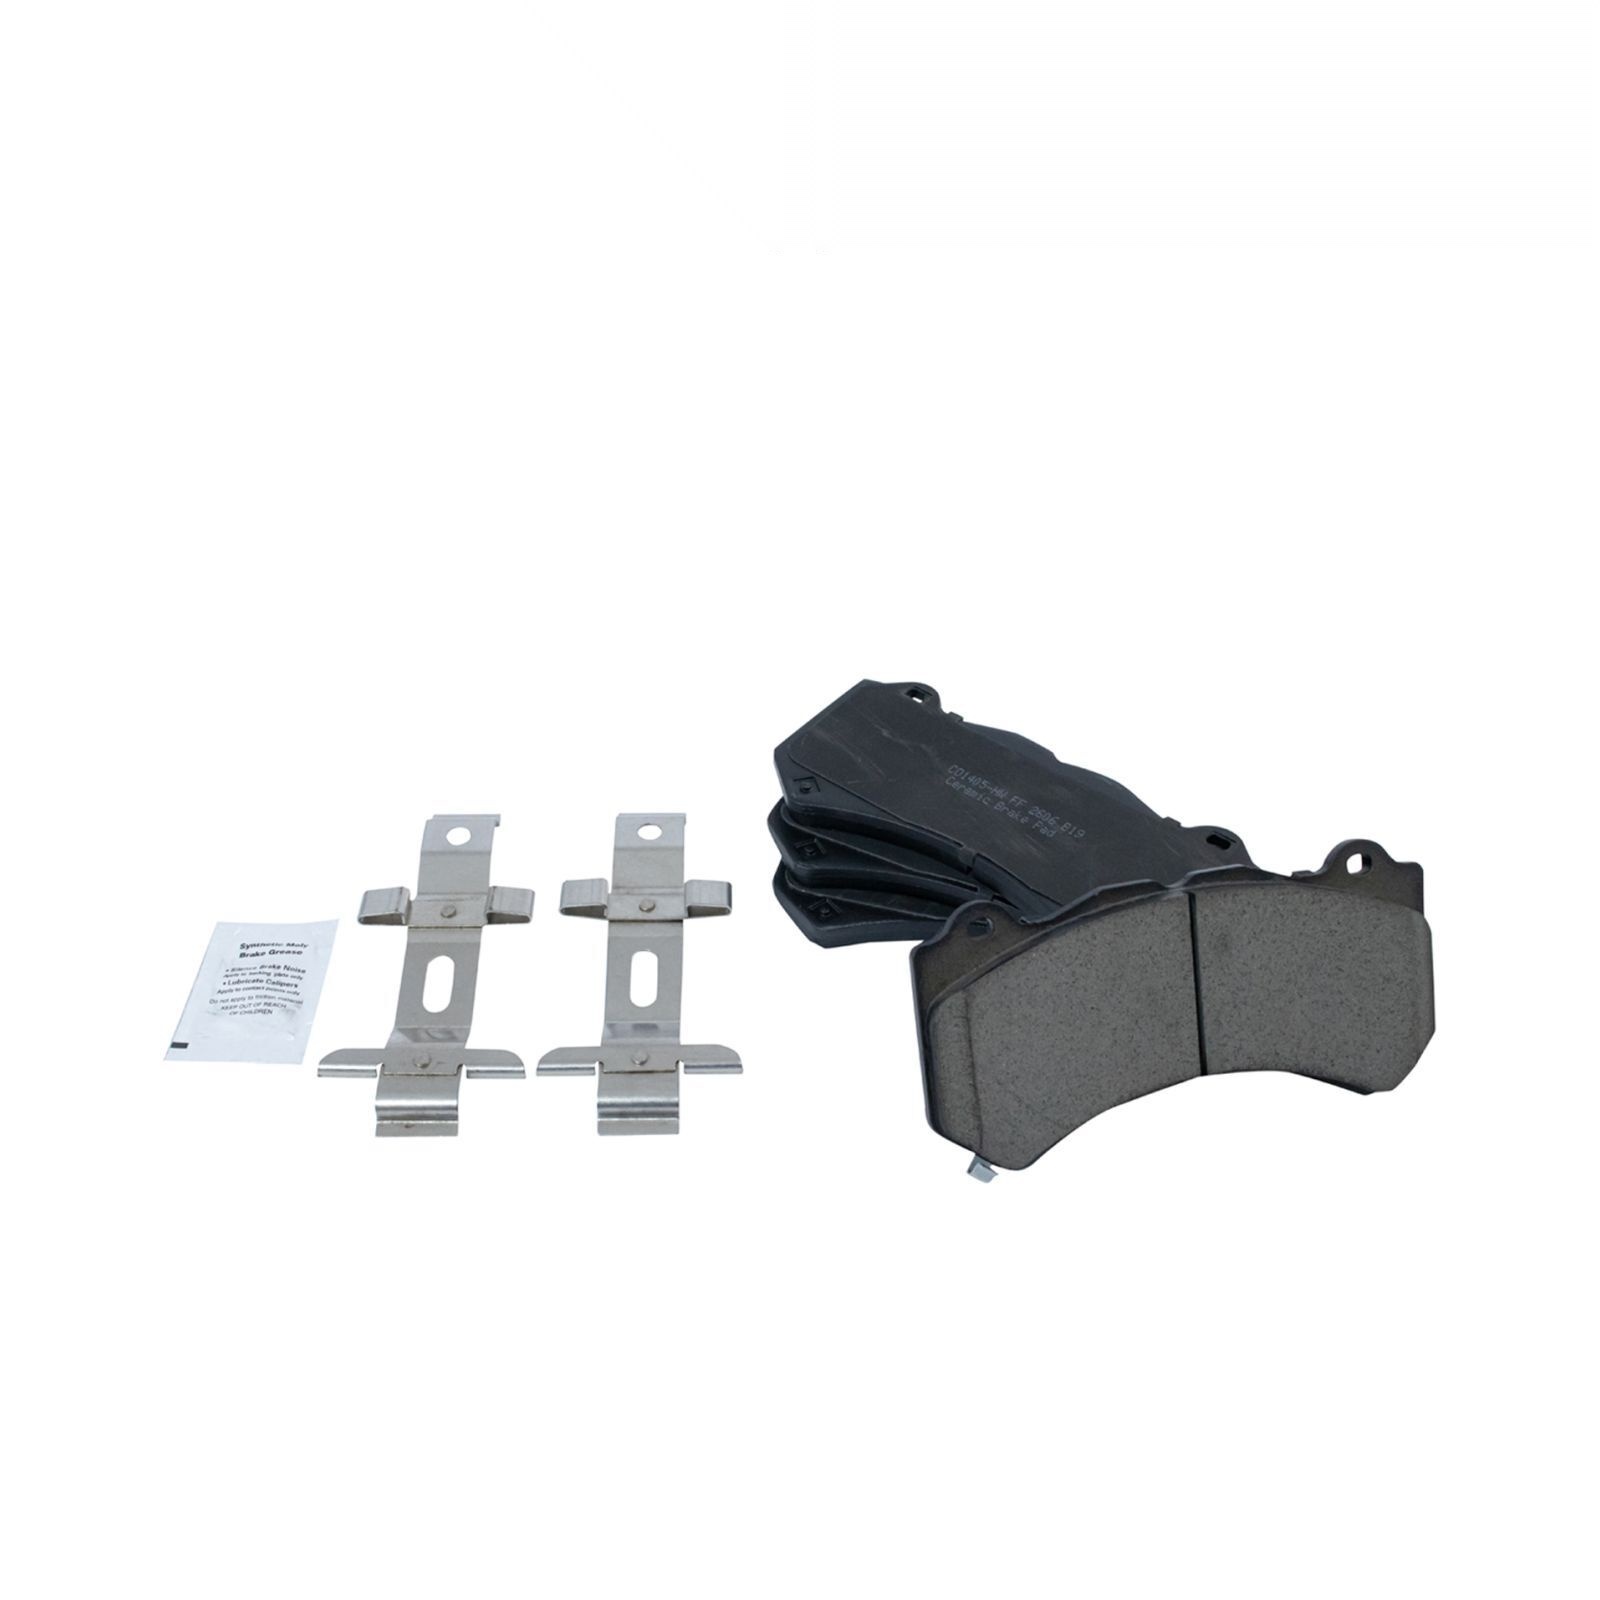 CD1405-HW FF 2606 E19
Ceramic Brake Pad
Synthetic Moly
Brake Grease
• Silence Brake Noise
Apply to backing plate only
• Lubricate Calipers
Apply to contact points only
Do not apply to friction material
KEEP OUT OF REACH
OF CHILDREN